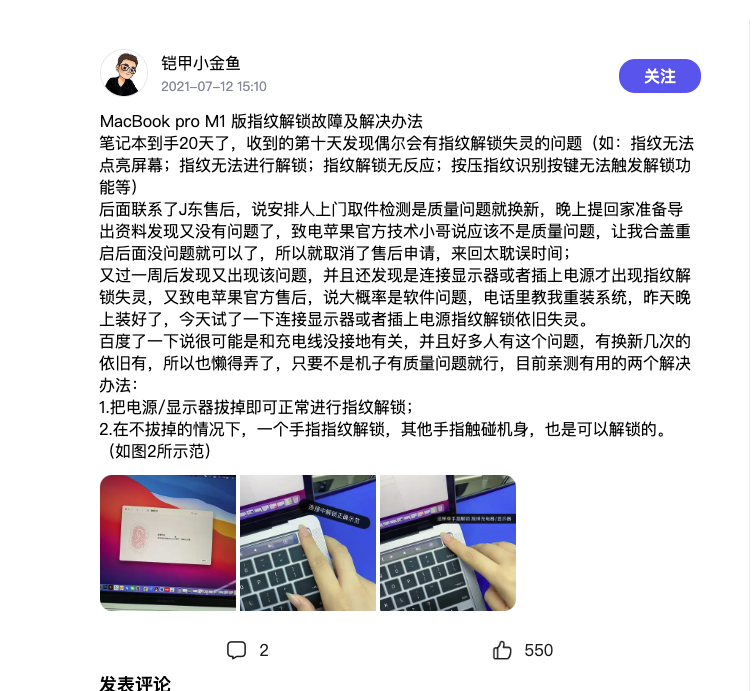 铠甲小金鱼
2021-07-12 15:10
关注
MacBook pro M1 版指纹解锁故障及解决办法
笔记本到手20天了，收到的第十天发现偶尔会有指纹解锁失灵的问题（如：指纹无法
点亮屏幕；指纹无法进行解锁；指纹解锁无反应；按压指纹识别按键无法触发解锁功
能等）
后面联系了J东售后，说安排人上门取件检测是质量问题就换新，晚上提回家准备导
出资料发现又没有问题了，致电苹果官方技术小哥说应该不是质量问题，让我合盖重
启后面没问题就可以了，所以就取消了售后申请，来回太耽误时间；
又过一周后发现又出现该问题，并且还发现是连接显示器或者插上电源才出现指纹解
锁失灵，又致电苹果官方售后，说大概率是软件问题，电话里教我重装系统，昨天晚
上装好了，今天试了一下连接显示器或者插上电源指纹解锁依旧失灵。
百度了一下说很可能是和充电线没接地有关，并且好多人有这个问题，有换新几次的
依旧有，所以也懒得弄了，只要不是机子有质量问题就行，目前亲测有用的两个解决
办法：
1.把电源/显示器拔掉即可正常进行指纹解锁；
2.在不拔掉的情况下，一个手指指纹解锁，其他手指触碰机身，也是可以解锁的。
（如图2所示范）
连接中解锁正确示范
2
550
发表评论